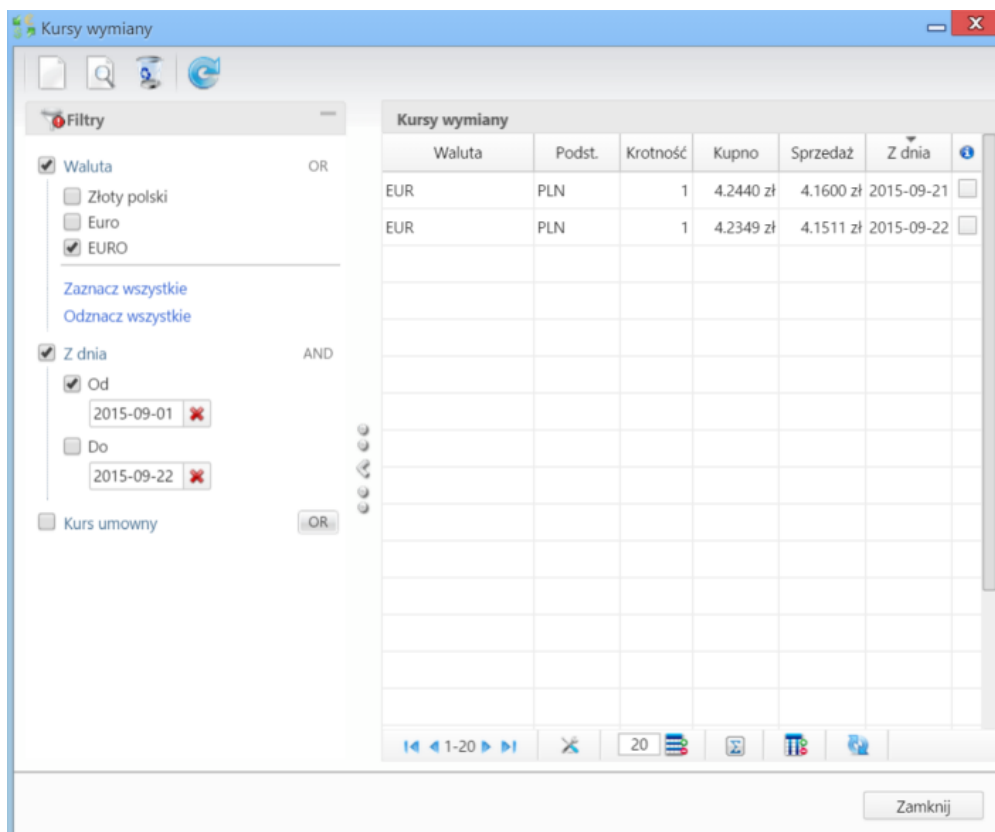 Kursy wymiany
Filtry
Waluta OR
Złoty polski
Euro
EURO
Zaznacz wszystkie
Odznacz wszystkie
Z dnia AND
Od
2015-09-01
Do
2015-09-22
Kurs umowny OR
Kursy wymiany
Waluta Podst. Krotność Kupno Sprzedaż Z dnia
EUR PLN 1 4.2440 zł 4.1600 zł 2015-09-21
EUR PLN 1 4.2349 zł 4.1511 zł 2015-09-22
1-20 20
Zamknij